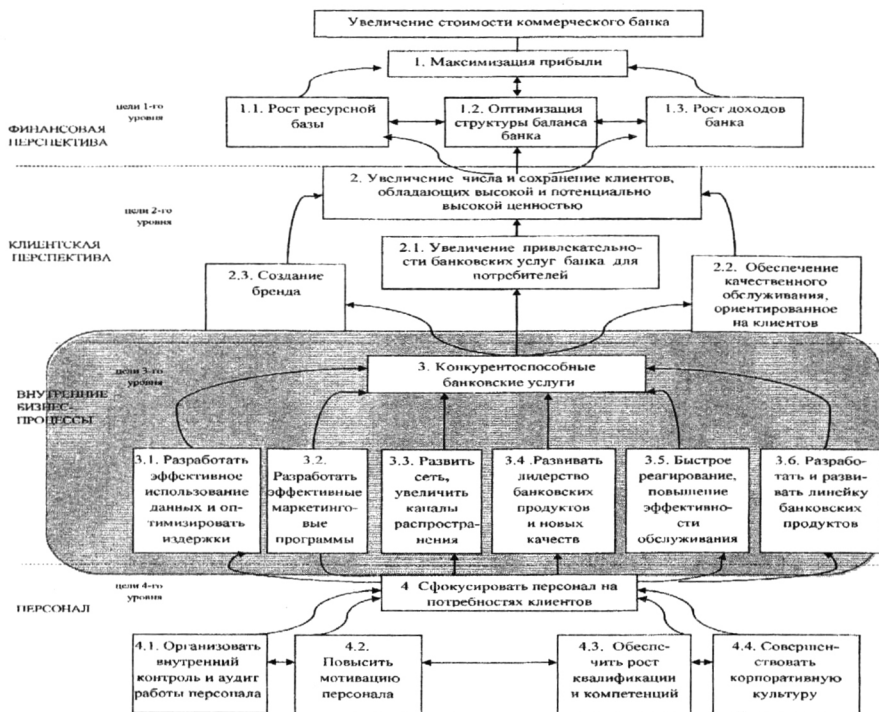 Увеличение стоимости коммерческого банка
1. Максимизация прибыли
цели 1-го
уровня
ФИНАНСОВАЯ
ПЕРСПЕКТИВА
1.1. Рост ресурсной
базы
1.2. Оптимизация
структуры баланса
банка
1.3. Рост доходов
банка
2. Увеличение числа и сохранение клиентов,
обладающих высокой и потенциально
высокой ценностью
цели 2-го
уровня
КЛИЕНТСКАЯ
ПЕРСПЕКТИВА
2.3. Создание
бренда
2.1. Увеличение привлекательно-
сти банковских услуг банка для
потребителей
2.2. Обеспечение
качественного
обслуживания,
ориентированное
на клиентов
цели 3-го
уровня
ВНУТРЕННИЕ
БИЗНЕС-
ПРОЦЕССЫ
3. Конкурентоспособные
банковские услуги
3.1. Разработать
эффективное
использование
данных и оп-
тимизировать
издержки
3.2.
Разработать
эффективные
маркетинго-
вые
программы
3.3. Развить
сеть,
увеличить
каналы
распростра-
нения
3.4 .Развивать
лидерство
банковских
продуктов
и новых
качеств
3.5. Быстрое
реагирование,
повышение
эффективно-
сти
обслуживания
3.6. Разрабо-
тать и разви-
вать линейку
банковских
продуктов
цели 4-го
уровня
ПЕРСОНАЛ
4 Сфокусировать персонал на
потребностях клиентов
4.1. Организовать
внутренний
контроль и аудит
работы персонала
4.2.
Повысить
мотивацию
персонала
4.3. Обеспе-
чить рост
квалификации
и компетенций
4.4. Совершен-
ствовать
корпоративную
культуру